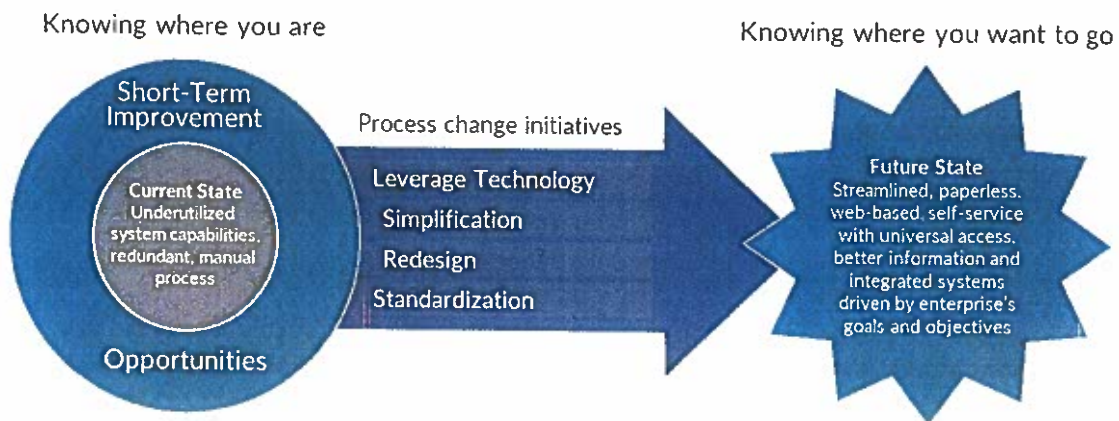 Knowing where you are
Short-Term
Improvement
Current State
Underutilized
system capabilities,
redundant, manual
process
Opportunities
Process change initiatives
Leverage Technology
Simplification
Redesign
Standardization
Knowing where you want to go
Future State
Streamlined, paperless,
web-based, self-service
with universal access,
better information and
integrated systems
driven by enterprise's
goals and objectives